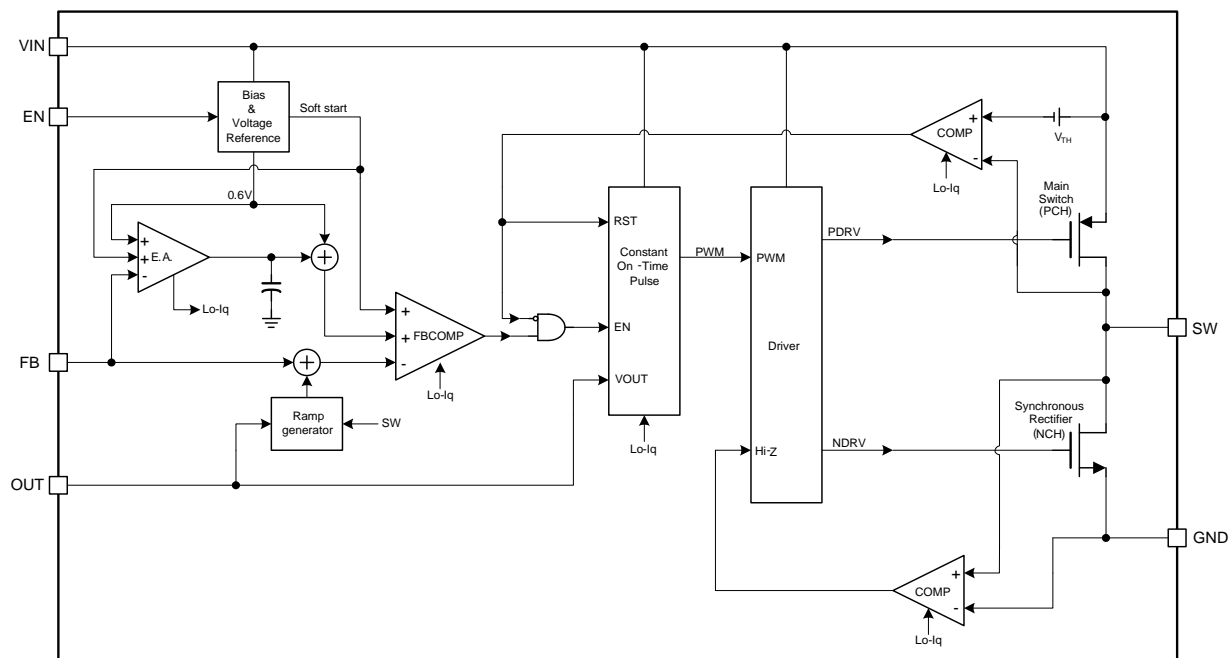 VIN
EN
Bias
&
Voltage
Reference
Soft start
0.6V
+
+
-
E.A.
Lo-Iq
+
+
+
-
FBCOMP
Lo-Iq
FB
+
Ramp
generator
SW
OUT
RST
Constant
On -Time
Pulse
EN
VOUT
Lo-Iq
PWM
PWM
Driver
Hi-Z
PDRV
NDRV
+
-
COMP
Lo-Iq
VTH
Main
Switch
(PCH)
SW
Synchronous
Rectifier
(NCH)
GND
+
-
COMP
Lo-Iq